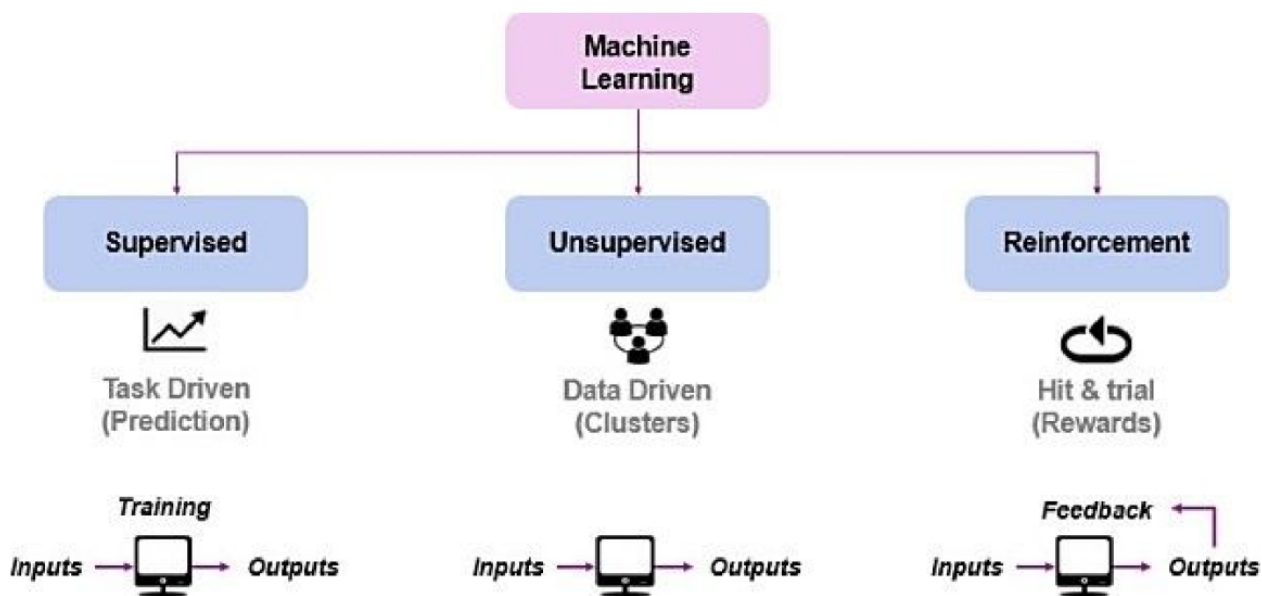 Machine
Learning
Supervised
Unsupervised
Reinforcement
Task Driven
(Prediction)
Data Driven
(Clusters)
Hit & trial
(Rewards)
Training
Inputs
Outputs
Inputs
Outputs
Feedback
Inputs
Outputs